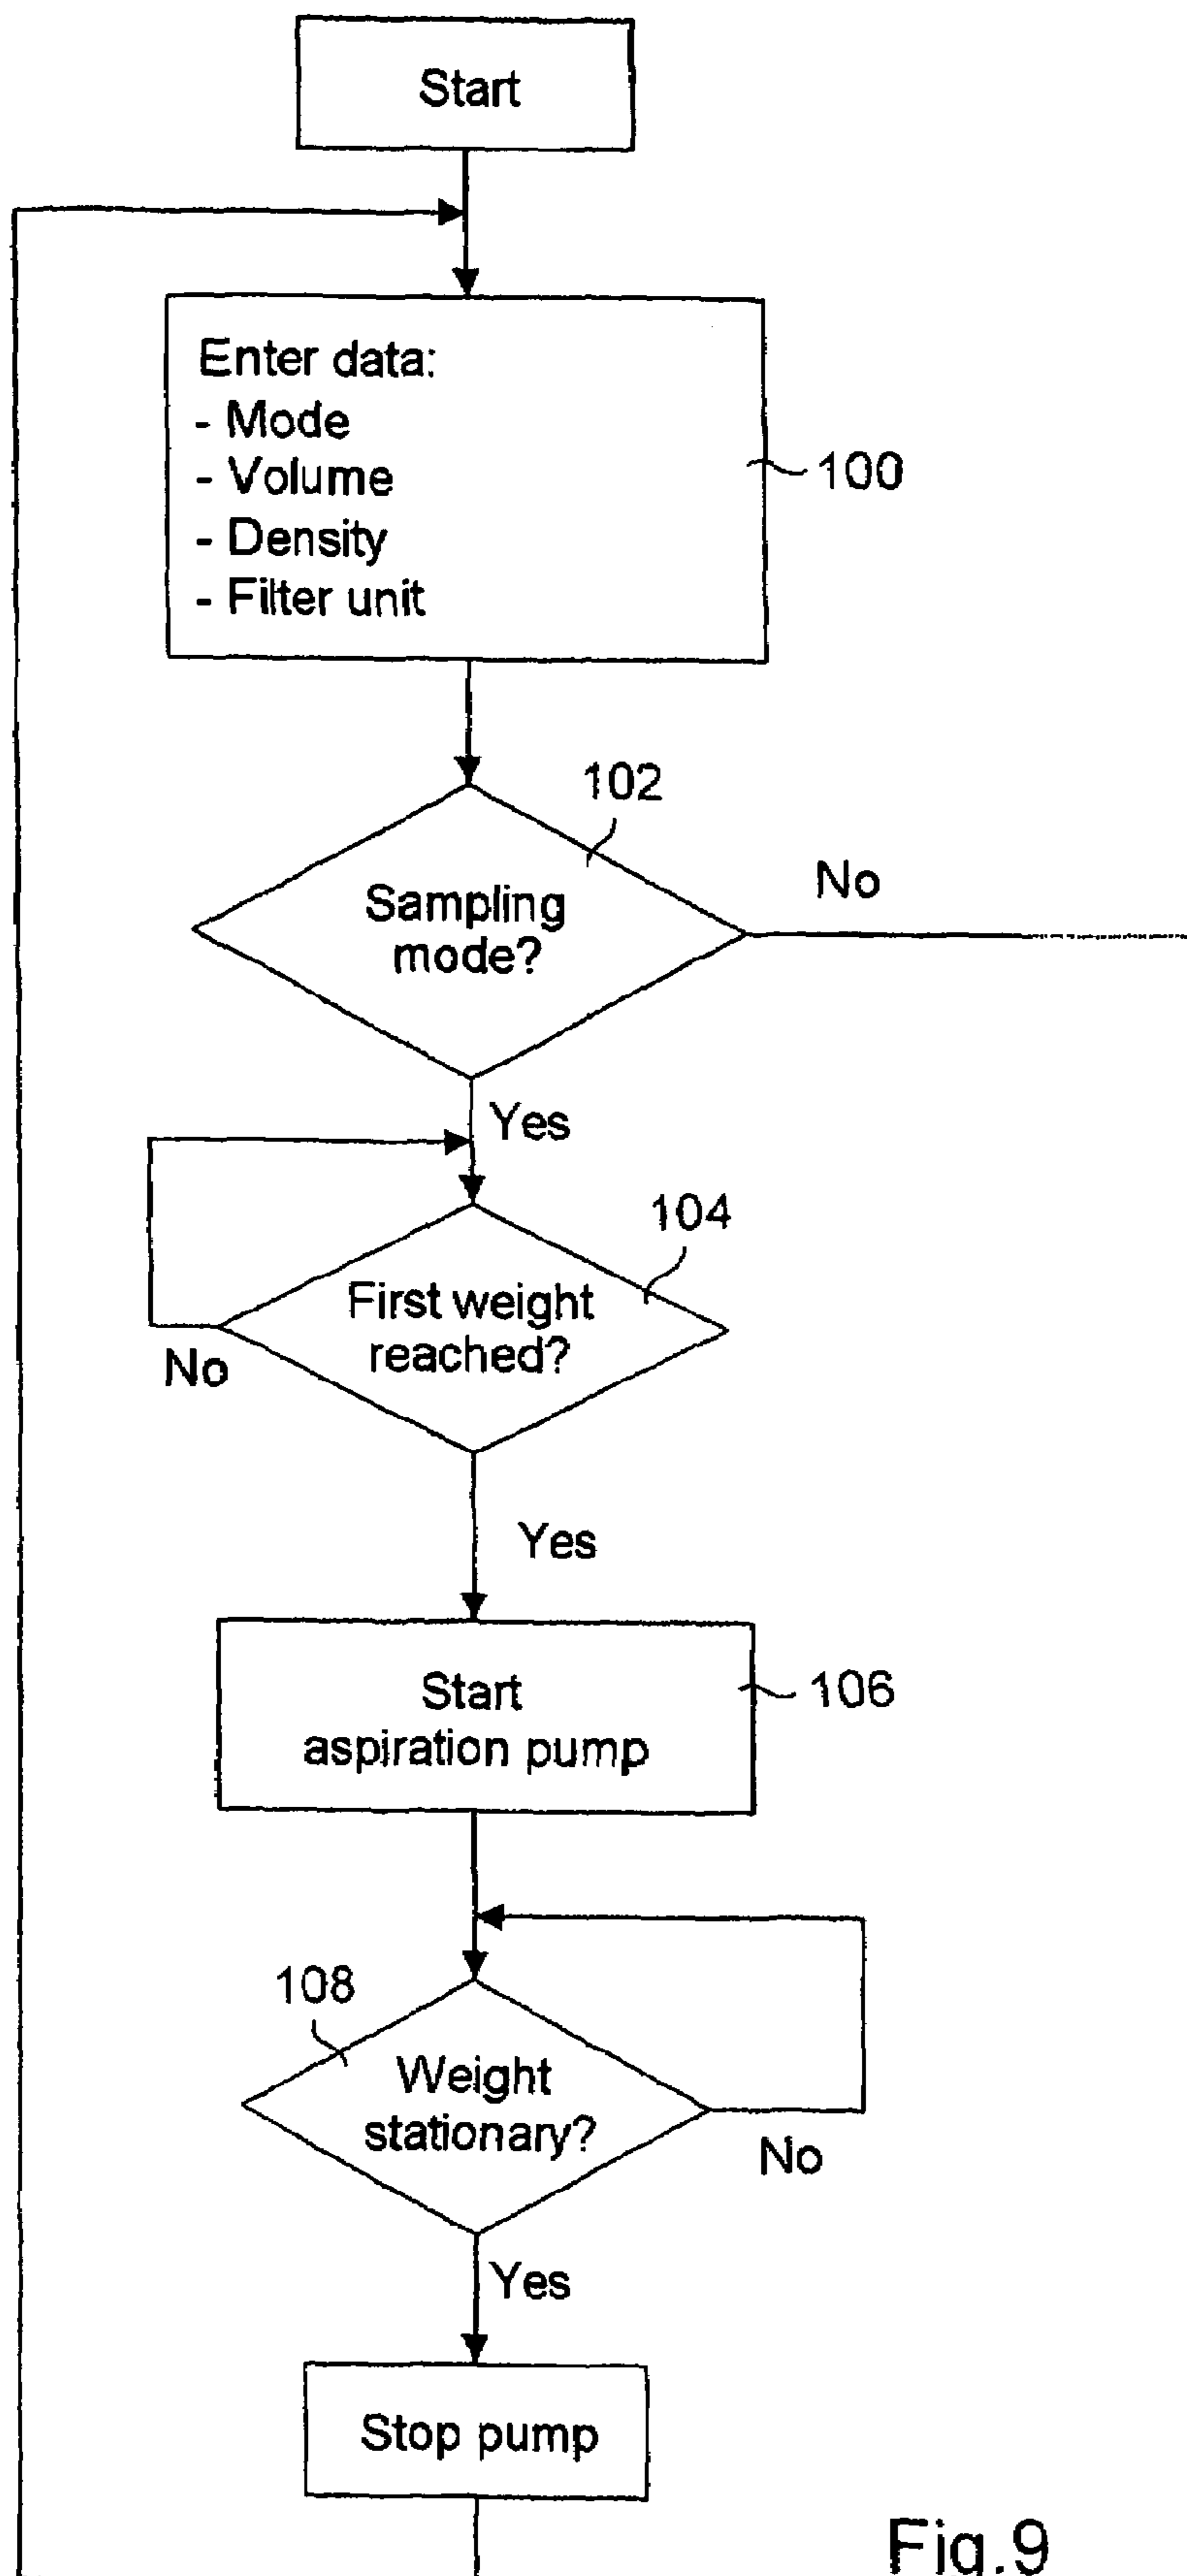 Start
Enter data:
- Mode
- Volume
- Density
- Filter unit
100
102
Sampling
mode?
No
Yes
104
First weight
reached?
No
Yes
Start
aspiration pump
106
108
Weight
stationary?
No
Yes
Stop pump
Fig.9